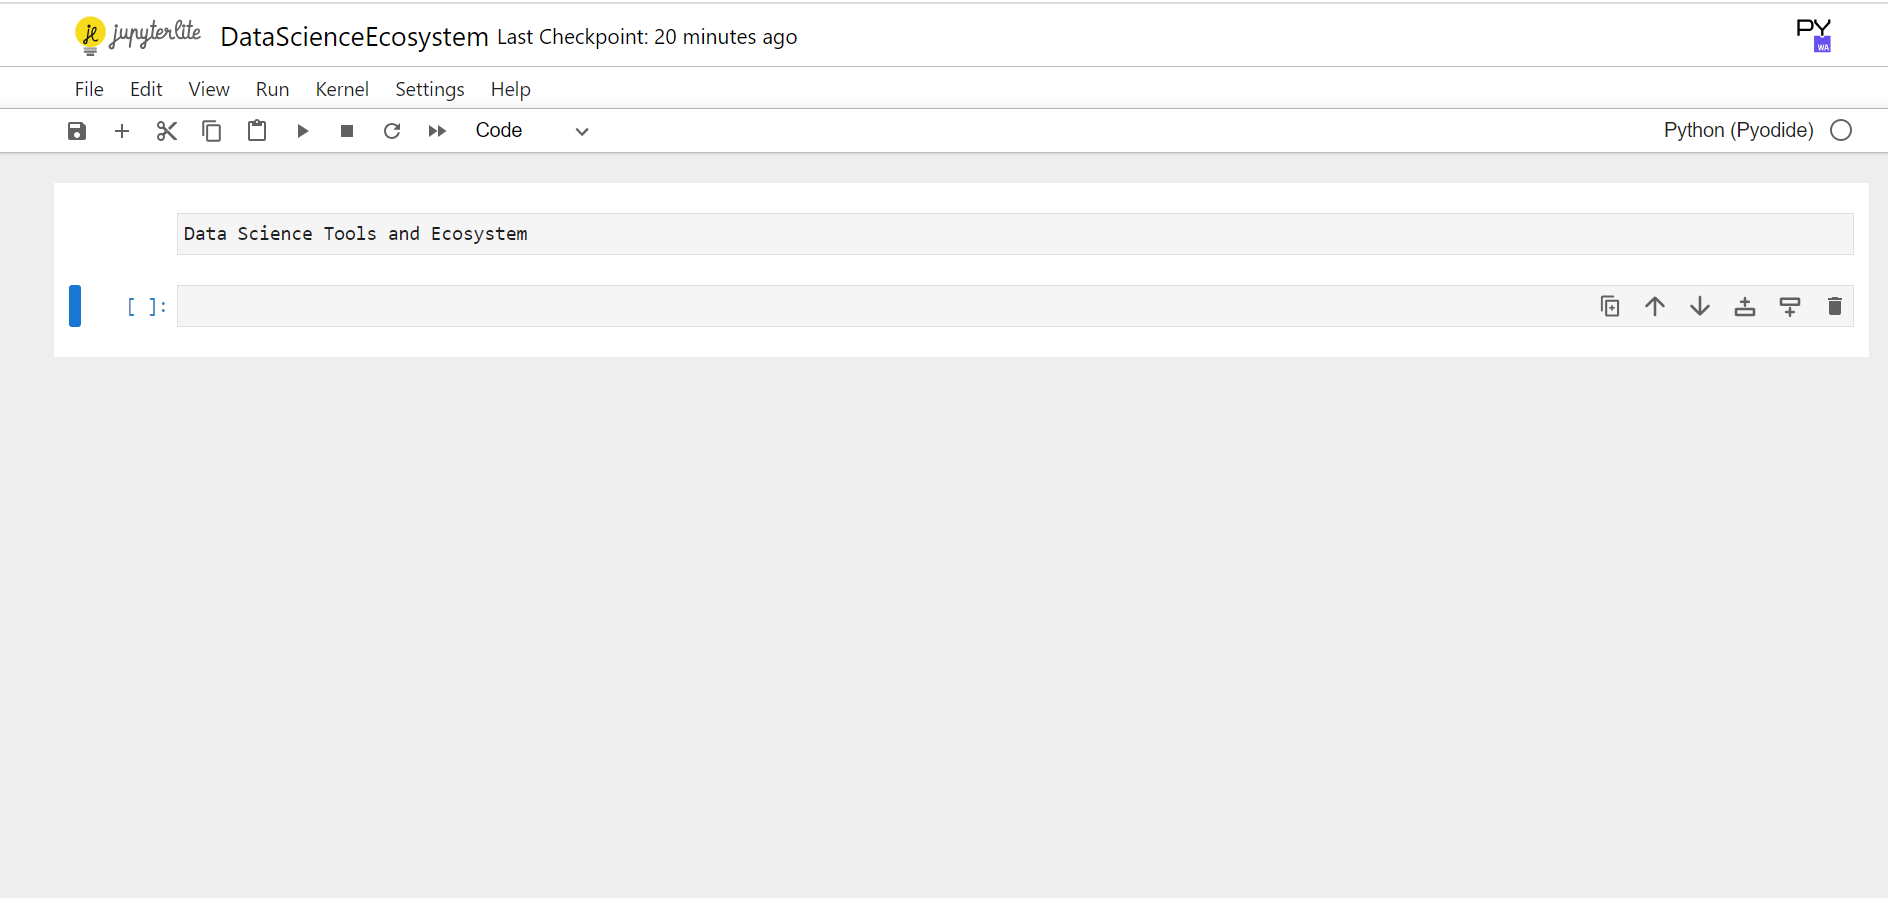 jupyterlite DataScienceEcosystem Last Checkpoint: 20 minutes ago
PY
WA
File Edit View Run Kernel Settings Help
Code Python (Pyodide)
Data Science Tools and Ecosystem
[ ]: